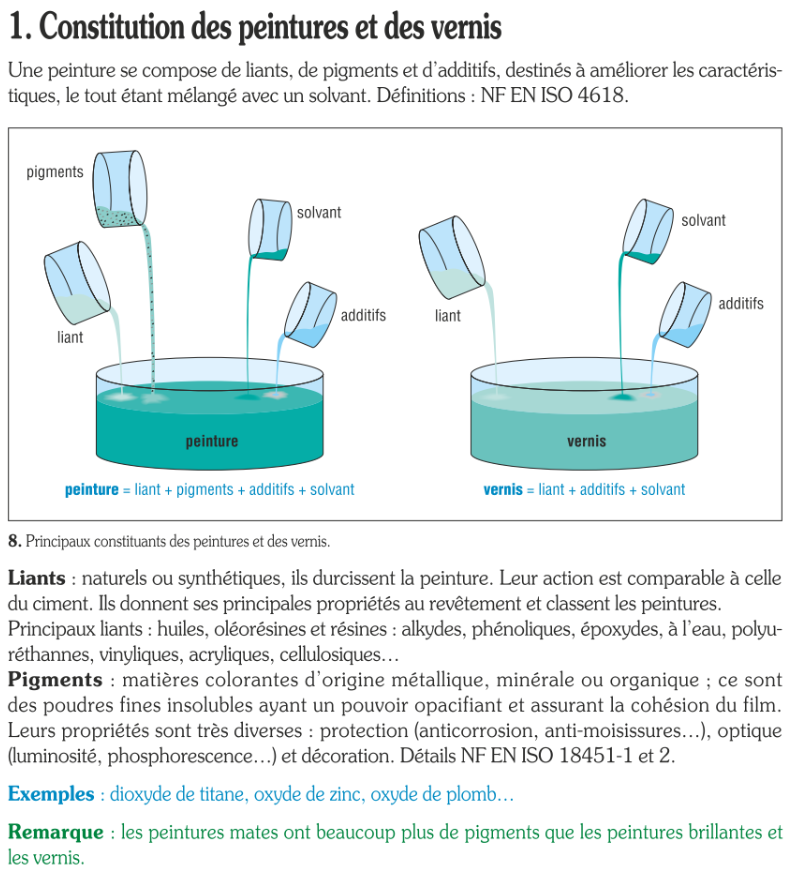 1. Constitution des peintures et des vernis
Une peinture se compose de liants, de pigments et d'additifs, destinés à améliorer les caractéris-
tiques, le tout étant mélangé avec un solvant. Définitions : NF EN ISO 4618.
pigments
solvant
liant
additifs
peinture
peinture = liant + pigments + additifs + solvant
solvant
liant
additifs
vernis
vernis = liant + additifs + solvant
8. Principaux constituants des peintures et des vernis.
Liants : naturels ou synthétiques, ils durcissent la peinture. Leur action est comparable à celle
du ciment. Ils donnent ses principales propriétés au revêtement et classent les peintures.
Principaux liants : huiles, oléorésines et résines : alkydes, phénoliques, époxydes, à l'eau, polyu-
réthannes, vinyliques, acryliques, cellulosiques…
Pigments : matières colorantes d'origine métallique, minérale ou organique ; ce sont
des poudres fines insolubles ayant un pouvoir opacifiant et assurant la cohésion du film.
Leurs propriétés sont très diverses : protection (anticorrosion, anti-moisissures…), optique
(luminosité, phosphorescence…) et décoration. Détails NF EN ISO 18451-1 et 2.
Exemples : dioxyde de titane, oxyde de zinc, oxyde de plomb…
Remarque : les peintures mates ont beaucoup plus de pigments que les peintures brillantes et
les vernis.